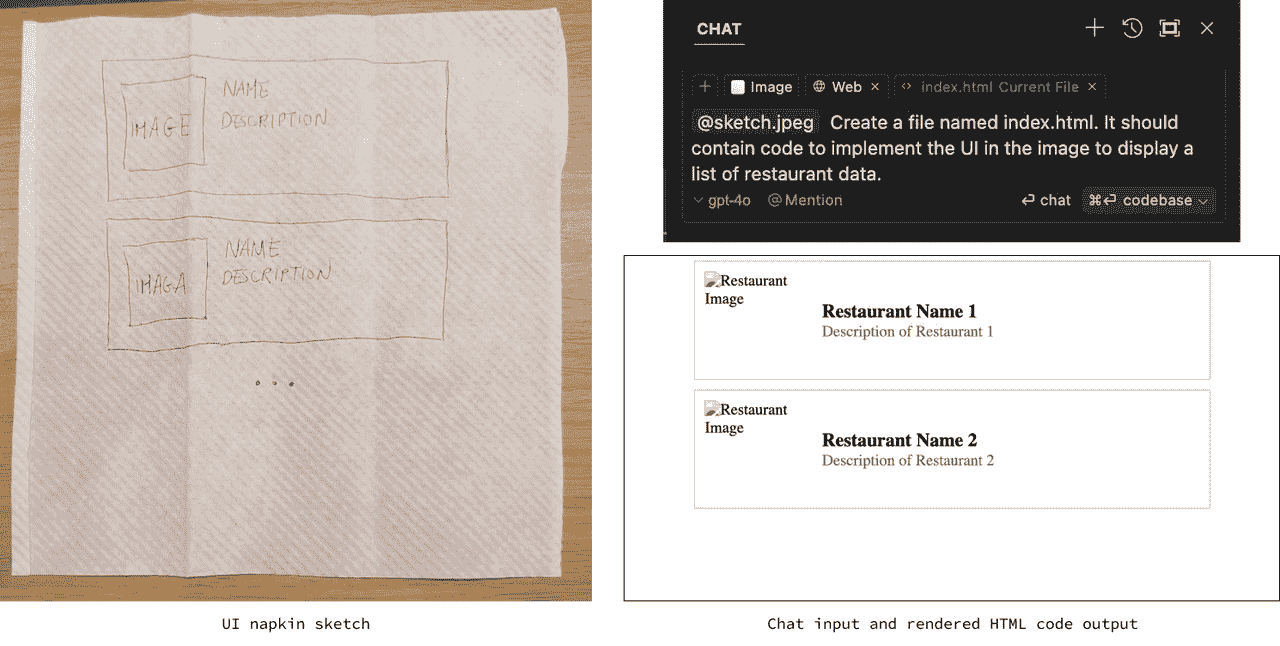 IMAGE
NAME
DESCRIPTION
IMAGA
NAME
DESCRIPTION
...
UI napkin sketch
CHAT
Image
Web ×
<> index.html Current File ×
@sketch.jpeg Create a file named index.html. It should
contain code to implement the UI in the image to display a
list of restaurant data.
gpt-4o @ Mention
⏎ chat ⌘⏎ codebase
Restaurant
Image
Restaurant Name 1
Description of Restaurant 1
Restaurant
Image
Restaurant Name 2
Description of Restaurant 2
Chat input and rendered HTML code output